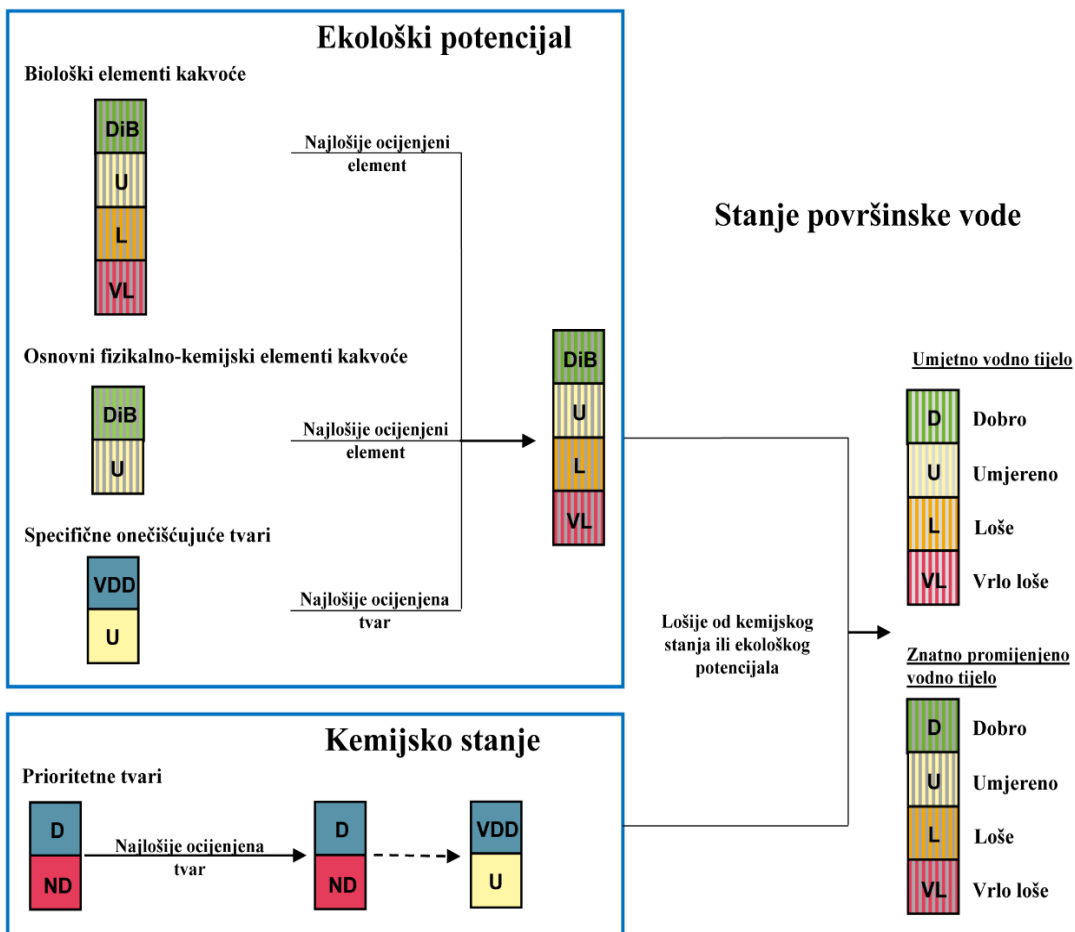 Ekološki potencijal
Biološki elementi kakvoće
DiB
U
L
VL
Najlošije ocijenjeni
element
Osnovni fizikalno-kemijski elementi kakvoće
DiB
U
Najlošije ocijenjeni
element
Specifične onečišćujuće tvari
VDD
U
Najlošije ocijenjena
tvar
DiB
U
L
VL
Kemijsko stanje
Prioritetne tvari
D
ND
Najlošije ocijenjena
tvar
D
ND
VDD
U
Stanje površinske vode
Lošije od kemijskog
stanja ili ekološkog
potencijala
Umjetno vodno tijelo
D Dobro
U Umjereno
L Loše
VL Vrlo loše
Znatno promijenjeno
vodno tijelo
D Dobro
U Umjereno
L Loše
VL Vrlo loše